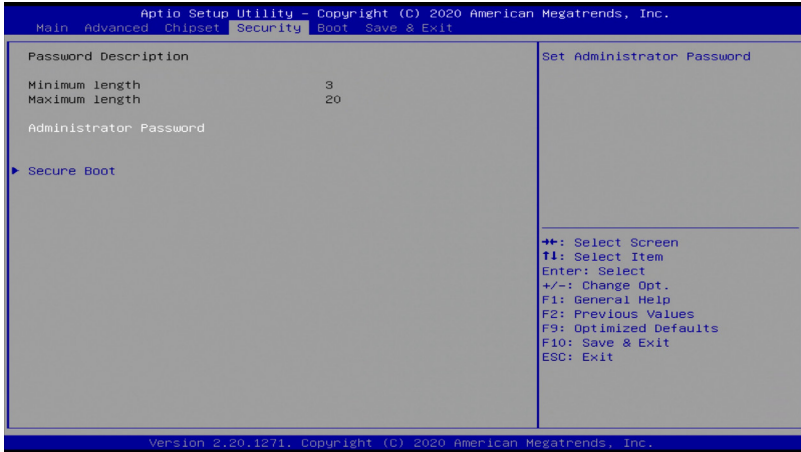 Aptio Setup Utility – Copyright (C) 2020 American Megatrends, Inc.
Main Advanced Chipset Security Boot Save & Exit
Password Description
Minimum length 3
Maximum length 20
Administrator Password
► Secure Boot
Set Administrator Password
→←: Select Screen
↑↓: Select Item
Enter: Select
+/-: Change Opt.
F1: General Help
F2: Previous Values
F9: Optimized Defaults
F10: Save & Exit
ESC: Exit
Version 2.20.1271. Copyright (C) 2020 American Megatrends, Inc.